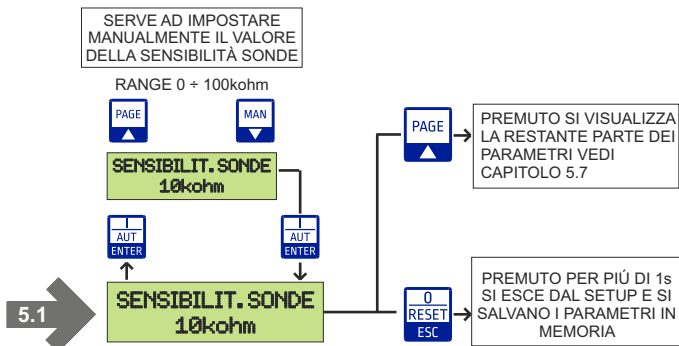 SERVE AD IMPOSTARE
MANUALMENTE IL VALORE
DELLA SENSIBILITÀ SONDE
RANGE 0 ÷ 100kohm
PAGE
MAN
SENSIBILIT.SONDE
10kohm
I
AUT
ENTER
I
AUT
ENTER
5.1
SENSIBILIT.SONDE
10kohm
PAGE
PREMUTO SI VISUALIZZA
LA RESTANTE PARTE DEI
PARAMETRI VEDI
CAPITOLO 5.7
0
RESET
ESC
PREMUTO PER PIÚ DI 1s
SI ESCE DAL SETUP E SI
SALVANO I PARAMETRI IN
MEMORIA